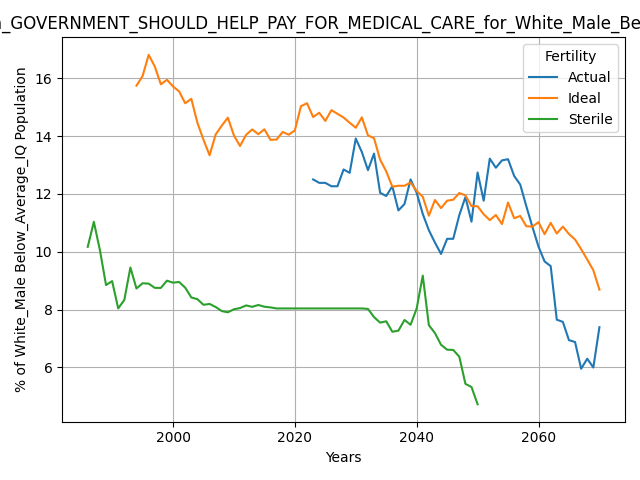 GOVERNMENT_SHOULD_HELP_PAY_FOR_MEDICAL_CARE_for_White_Male_Be
Fertility
Actual
Ideal
Sterile
% of White_Male Below_Average_IQ Population
16
14
12
10
8
6
2000
2020
2040
2060
Years